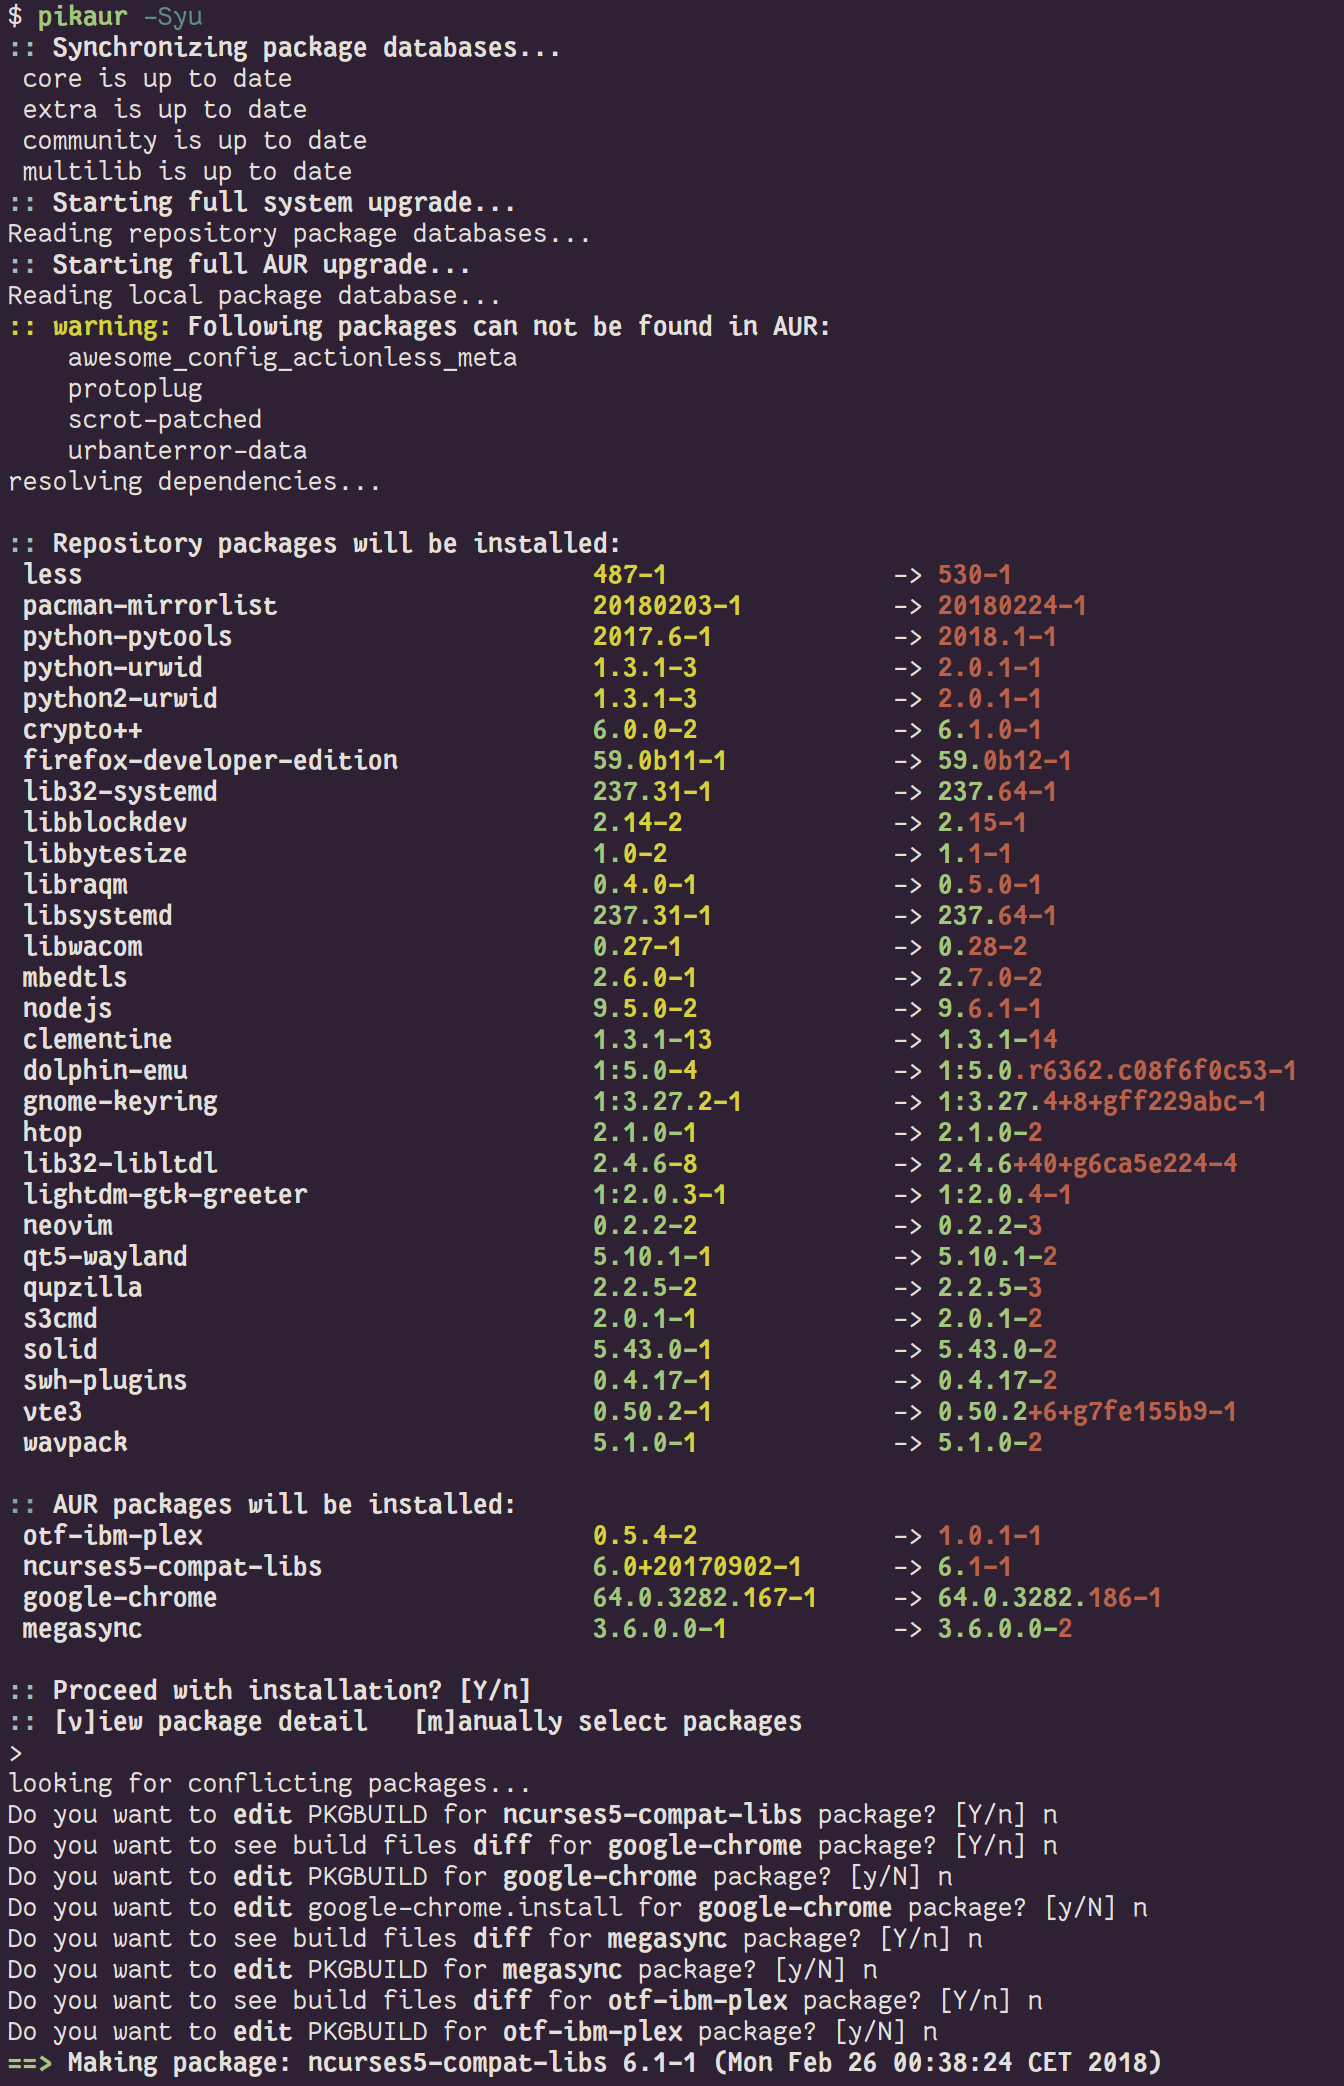 $ pikaur -Syu
:: Synchronizing package databases...
 core is up to date
 extra is up to date
 community is up to date
 multilib is up to date
:: Starting full system upgrade...
Reading repository package databases...
:: Starting full AUR upgrade...
Reading local package database...
:: warning: Following packages can not be found in AUR:
    awesome_config_actionless_meta
    protoplug
    scrot-patched
    urbanterror-data
resolving dependencies...

:: Repository packages will be installed:
 less 487-1 -> 530-1
 pacman-mirrorlist 20180203-1 -> 20180224-1
 python-pytools 2017.6-1 -> 2018.1-1
 python-urwid 1.3.1-3 -> 2.0.1-1
 python2-urwid 1.3.1-3 -> 2.0.1-1
 crypto++ 6.0.0-2 -> 6.1.0-1
 firefox-developer-edition 59.0b11-1 -> 59.0b12-1
 lib32-systemd 237.31-1 -> 237.64-1
 libblockdev 2.14-2 -> 2.15-1
 libbytesize 1.0-2 -> 1.1-1
 libraqm 0.4.0-1 -> 0.5.0-1
 libsystemd 237.31-1 -> 237.64-1
 libwacom 0.27-1 -> 0.28-2
 mbedtls 2.6.0-1 -> 2.7.0-2
 nodejs 9.5.0-2 -> 9.6.1-1
 clementine 1.3.1-13 -> 1.3.1-14
 dolphin-emu 1:5.0-4 -> 1:5.0.r6362.c08f6f0c53-1
 gnome-keyring 1:3.27.2-1 -> 1:3.27.4+8+gff229abc-1
 htop 2.1.0-1 -> 2.1.0-2
 lib32-libltdl 2.4.6-8 -> 2.4.6+40+g6ca5e224-4
 lightdm-gtk-greeter 1:2.0.3-1 -> 1:2.0.4-1
 neovim 0.2.2-2 -> 0.2.2-3
 qt5-wayland 5.10.1-1 -> 5.10.1-2
 qupzilla 2.2.5-2 -> 2.2.5-3
 s3cmd 2.0.1-1 -> 2.0.1-2
 solid 5.43.0-1 -> 5.43.0-2
 swh-plugins 0.4.17-1 -> 0.4.17-2
 vte3 0.50.2-1 -> 0.50.2+6+g7fe155b9-1
 wavpack 5.1.0-1 -> 5.1.0-2

:: AUR packages will be installed:
 otf-ibm-plex 0.5.4-2 -> 1.0.1-1
 ncurses5-compat-libs 6.0+20170902-1 -> 6.1-1
 google-chrome 64.0.3282.167-1 -> 64.0.3282.186-1
 megasync 3.6.0.0-1 -> 3.6.0.0-2

:: Proceed with installation? [Y/n]
:: [v]iew package detail   [m]anually select packages
>
looking for conflicting packages...
Do you want to edit PKGBUILD for ncurses5-compat-libs package? [Y/n] n
Do you want to see build files diff for google-chrome package? [Y/n] n
Do you want to edit PKGBUILD for google-chrome package? [y/N] n
Do you want to edit google-chrome.install for google-chrome package? [y/N] n
Do you want to see build files diff for megasync package? [Y/n] n
Do you want to edit PKGBUILD for megasync package? [y/N] n
Do you want to see build files diff for otf-ibm-plex package? [Y/n] n
Do you want to edit PKGBUILD for otf-ibm-plex package? [y/N] n
==> Making package: ncurses5-compat-libs 6.1-1 (Mon Feb 26 00:38:24 CET 2018)